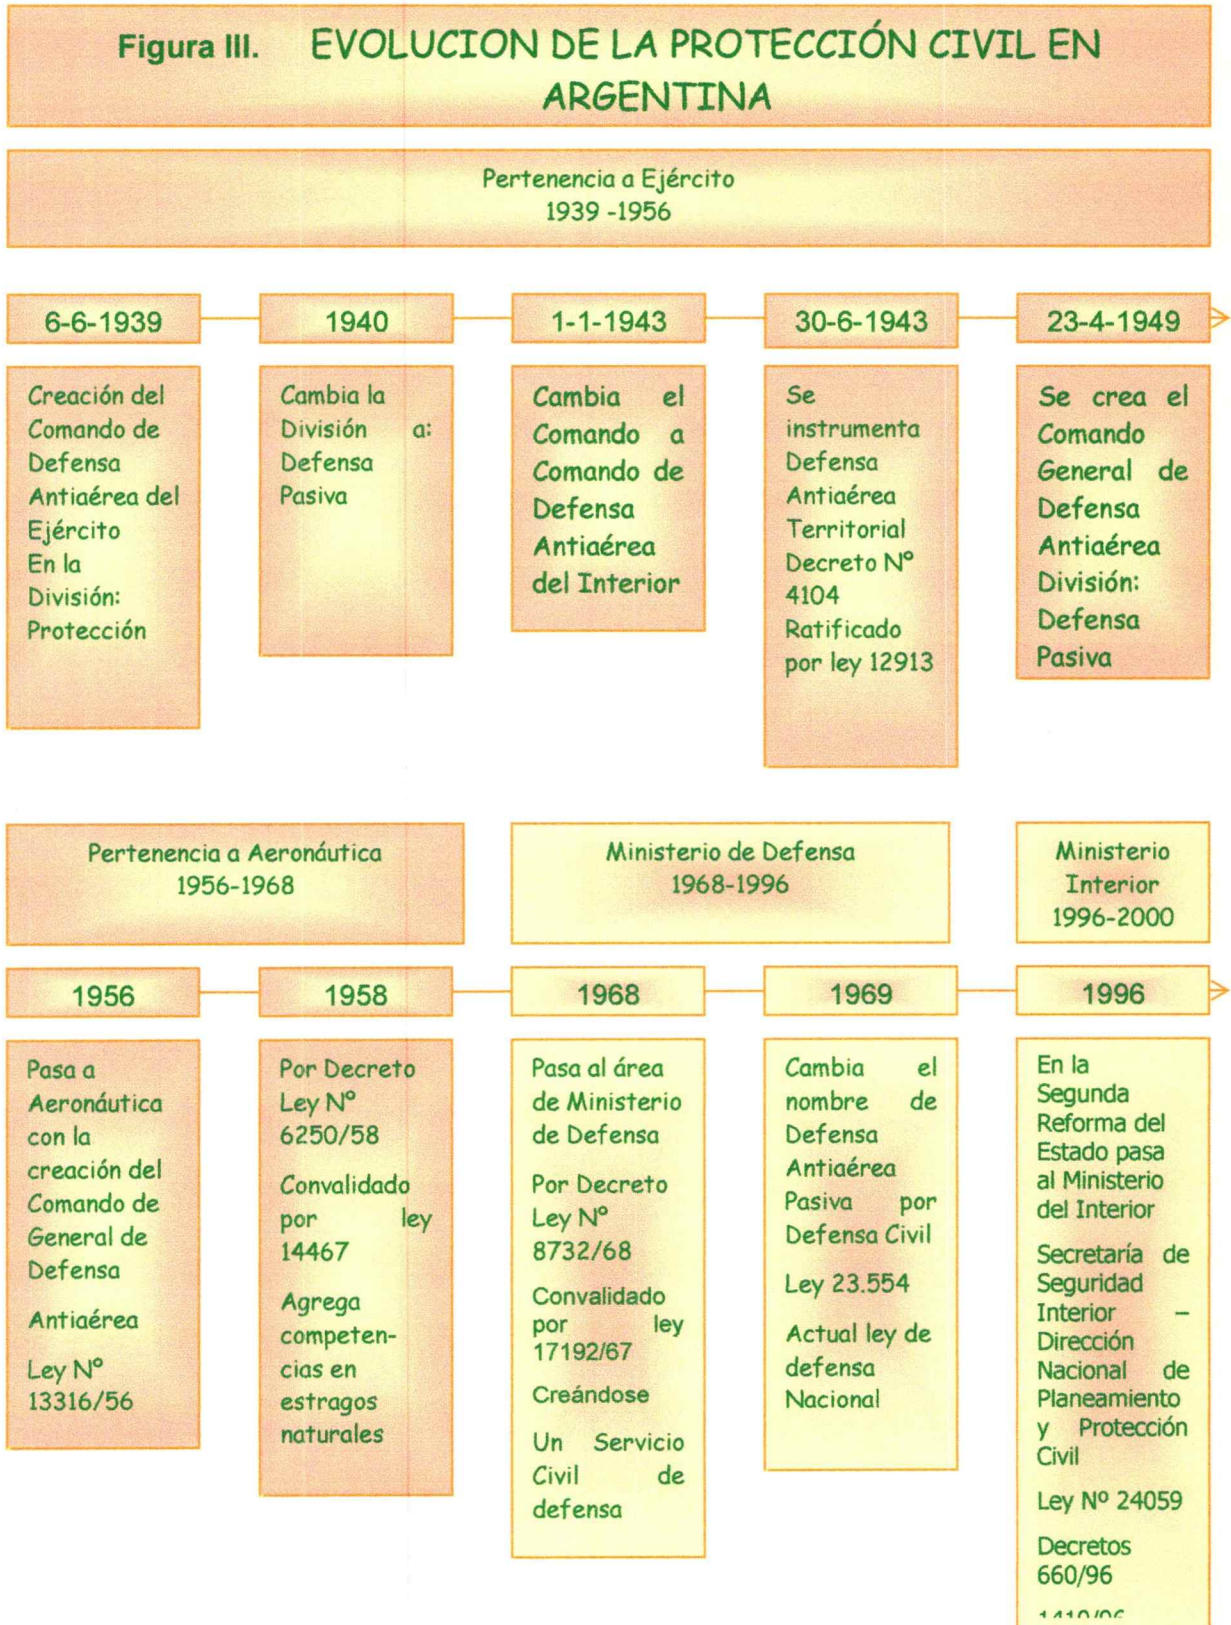 Figura III. EVOLUCION DE LA PROTECCIÓN CIVIL EN
ARGENTINA
Pertenencia a Ejército
1939 -1956
6-6-1939
Creación del
Comando de
Defensa
Antiaérea del
Ejército
En la
División:
Protección
1940
Cambia la
División a:
Defensa
Pasiva
1-1-1943
Cambia el
Comando a
Comando de
Defensa
Antiaérea
del Interior
30-6-1943
Se
instrumenta
Defensa
Antiaérea
Territorial
Decreto Nº
4104
Ratificado
por ley 12913
23-4-1949
Se crea el
Comando
General de
Defensa
Antiaérea
División:
Defensa
Pasiva
Pertenencia a Aeronáutica
1956-1968
Ministerio de Defensa
1968-1996
Ministerio
Interior
1996-2000
1956
Pasa a
Aeronáutica
con la
creación del
Comando de
General de
Defensa
Antiaérea
Ley Nº
13316/56
1958
Por Decreto
Ley Nº
6250/58
Convalidado
por ley
14467
Agrega
competen-
cias en
estragos
naturales
1968
Pasa al área
de Ministerio
de Defensa
Por Decreto
Ley Nº
8732/68
Convalidado
por ley
17192/67
Creándose
Un Servicio
Civil de
defensa
1969
Cambia el
nombre de
Defensa
Antiaérea
Pasiva por
Defensa Civil
Ley 23.554
Actual ley de
defensa
Nacional
1996
En la
Segunda
Reforma del
Estado pasa
al Ministerio
del Interior
Secretaría de
Seguridad
Interior –
Dirección
Nacional de
Planeamiento
y Protección
Civil
Ley Nº 24059
Decretos
660/96